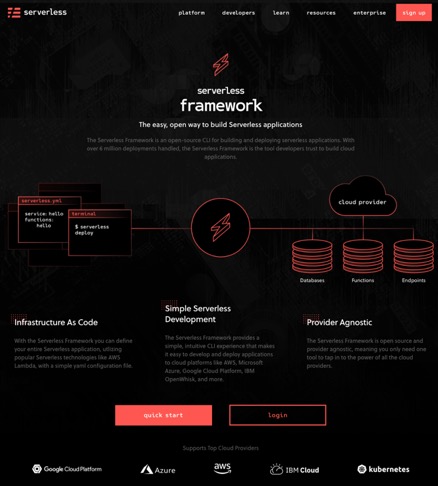 serverless
platform developers learn resources enterprise sign up
serverless
framework
The easy, open way to build Serverless applications
The Serverless Framework is an open-source CLI for building and deploying serverless applications. With
over 6 million deployments handled, the Serverless Framework is the tool developers trust to build cloud
applications.
serverless.yml
service: hello
functions:
hello
terminal
$ serverless
deploy
cloud provider
Databases Functions Endpoints
Infrastructure As Code
With the Serverless Framework you can define
your entire Serverless application, utilizing
popular Serverless technologies like AWS
Lambda, with a simple yaml configuration file.
Simple Serverless
Development
The Serverless Framework provides a
simple, intuitive CLI experience that makes
it easy to develop and deploy applications
to cloud platforms like AWS, Microsoft
Azure, Google Cloud Platform, IBM
OpenWhisk, and more.
Provider Agnostic
The Serverless Framework is open source and
provider agnostic, meaning you only need one
tool to tap in to the power of all the cloud
providers.
quick start login
Supports Top Cloud Providers
Google Cloud Platform Azure aws IBM Cloud kubernetes